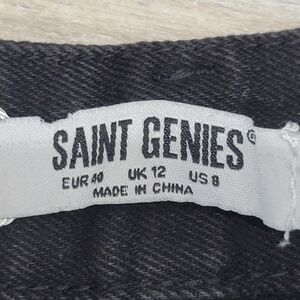 SAINT GENIES®
EUR 40 UK 12 US 8
MADE IN CHINA